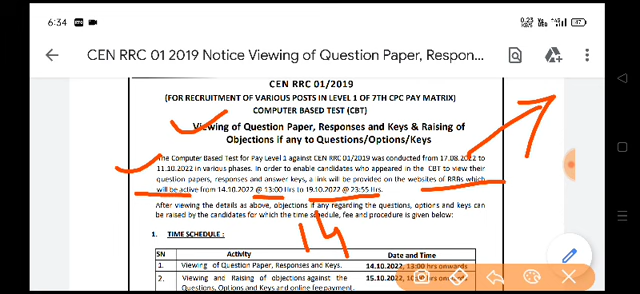 6:34
0.23
47
CEN RRC 01 2019 Notice Viewing of Question Paper, Respon...
CEN RRC 01/2019
(FOR RECRUITMENT OF VARIOUS POSTS IN LEVEL 1 OF 7TH CPC PAY MATRIX)
COMPUTER BASED TEST (CBT)
Viewing of Question Paper, Responses and Keys & Raising of
Objections if any to Questions/Options/Keys
The Computer Based Test for Pay Level 1 against CEN RRC 01/2019 was conducted from 17.08.2022 to
11.10.2022 in various phases. In order to enable candidates who appeared in the CBT to view their
question papers, responses and answer keys, a link will be provided on the websites of RRBs which
will be active from 14.10.2022 @ 13:00 Hrs to 19.10.2022 @ 23:55 Hrs.
After viewing the details as above, objections if any regarding the questions, options and keys can
be raised by the candidates for which the time schedule, fee and procedure is given below:
14
1. TIME SCHEDULE:
SN Activity Date and Time
1. Viewing of Question Paper, Responses and Keys. 14.10.2022, 13:00 hrs onwards
2. Viewing and Raising of objections against the 15.10.2022,
Questions, Options and Keys and online fee payment.